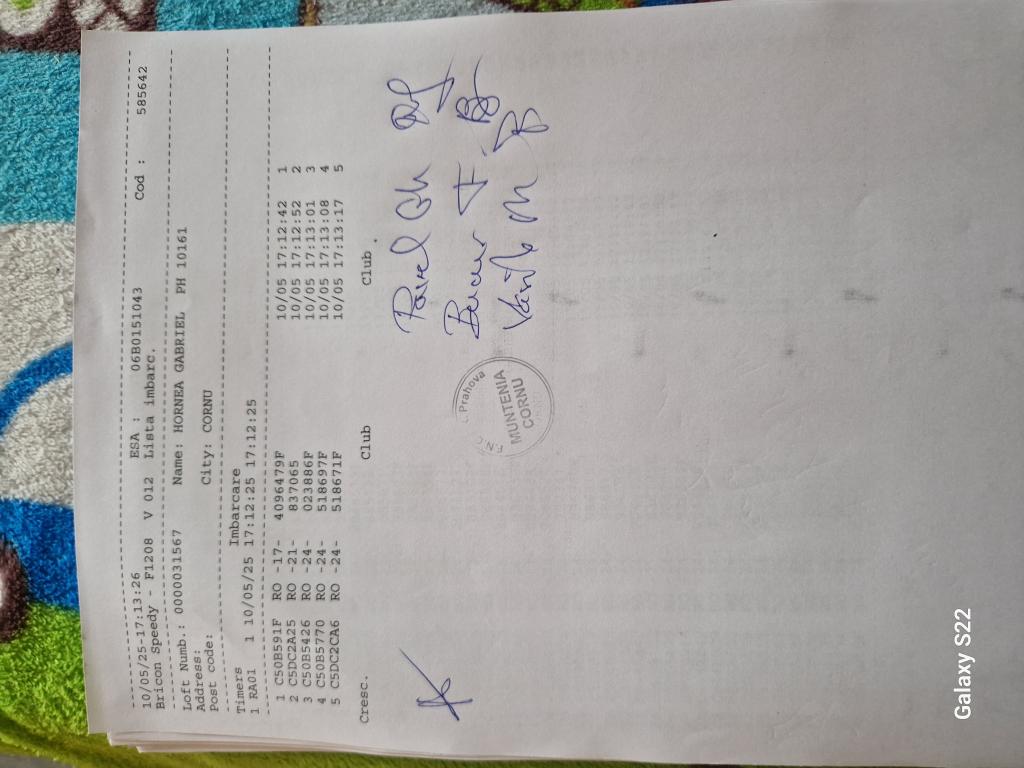 10/05/25-17:13:26 ESA : 06B0151043 Cod : 585642
Bricon Speedy - F1208 V 012 Lista imbarc.
Loft Numb.: 0000031567 Name: HORNEA GABRIEL PH 10161
Address:
Post code: City: CORNU
Timers Imbarcare
1 RA01 1 10/05/25 17:12:25 17:12:25
1 C50B591F RO -17- 4096479F 10/05 17:12:42 1
2 C5DC2A25 RO -21- 837065 10/05 17:12:52 2
3 C50B5426 RO -24- 023886F 10/05 17:13:01 3
4 C50B5770 RO -24- 518697F 10/05 17:13:08 4
5 C5DC2CA6 RO -24- 518671F 10/05 17:13:17 5
Cresc. Club Club .
Pavel Gh
Vasile M
Prahova
MUNTENIA
CORNU
F.N.C.
Galaxy S22